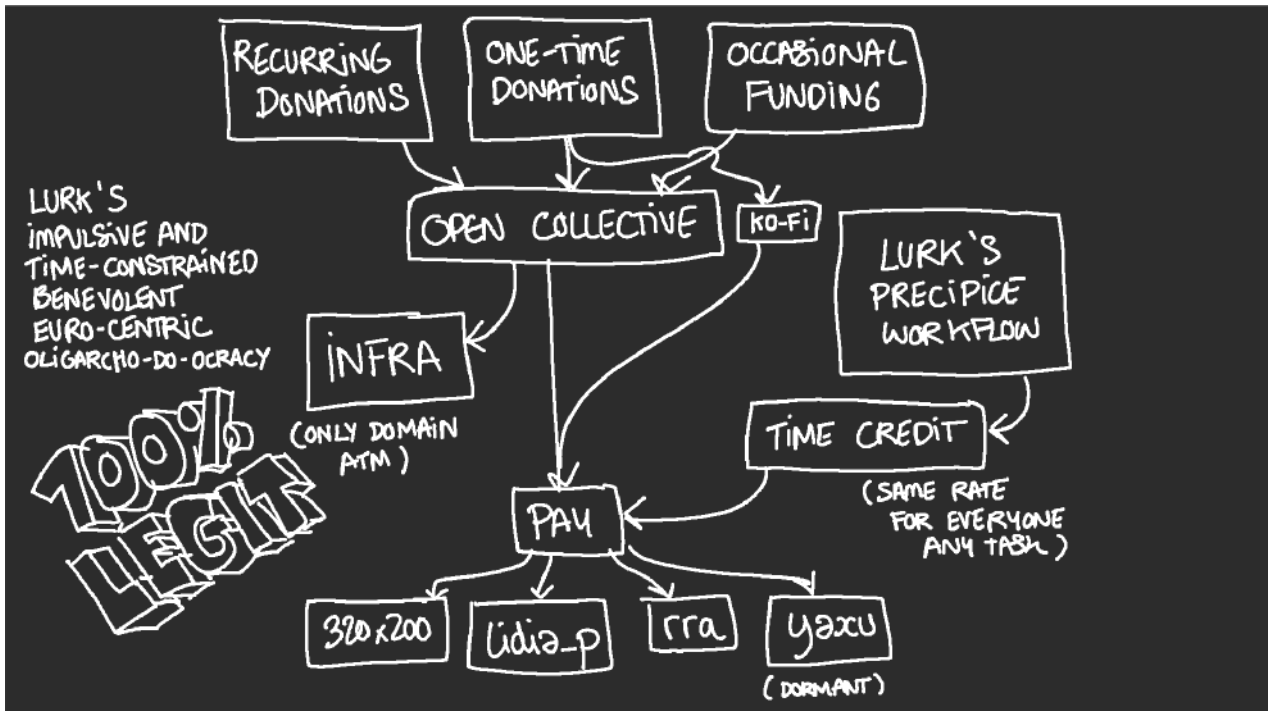 RECURRING
DONATIONS
ONE-TIME
DONATIONS
OCCASIONAL
FUNDING
OPEN COLLECTIVE
KO-Fi
LURK'S
IMPULSIVE AND
TIME-CONSTRAINED
BENEVOLENT
EURO-CENTRIC
OLIGARCHO-DO-OCRACY
LURK'S
PRECIPICE
WORKFLOW
INFRA
(ONLY DOMAIN
ATM)
100%
LEGIT
TIME CREDIT
(SAME RATE
FOR EVERYONE
ANY TASK)
PAY
320x200
lidia_p
rra
yaxu
(DORMANT)